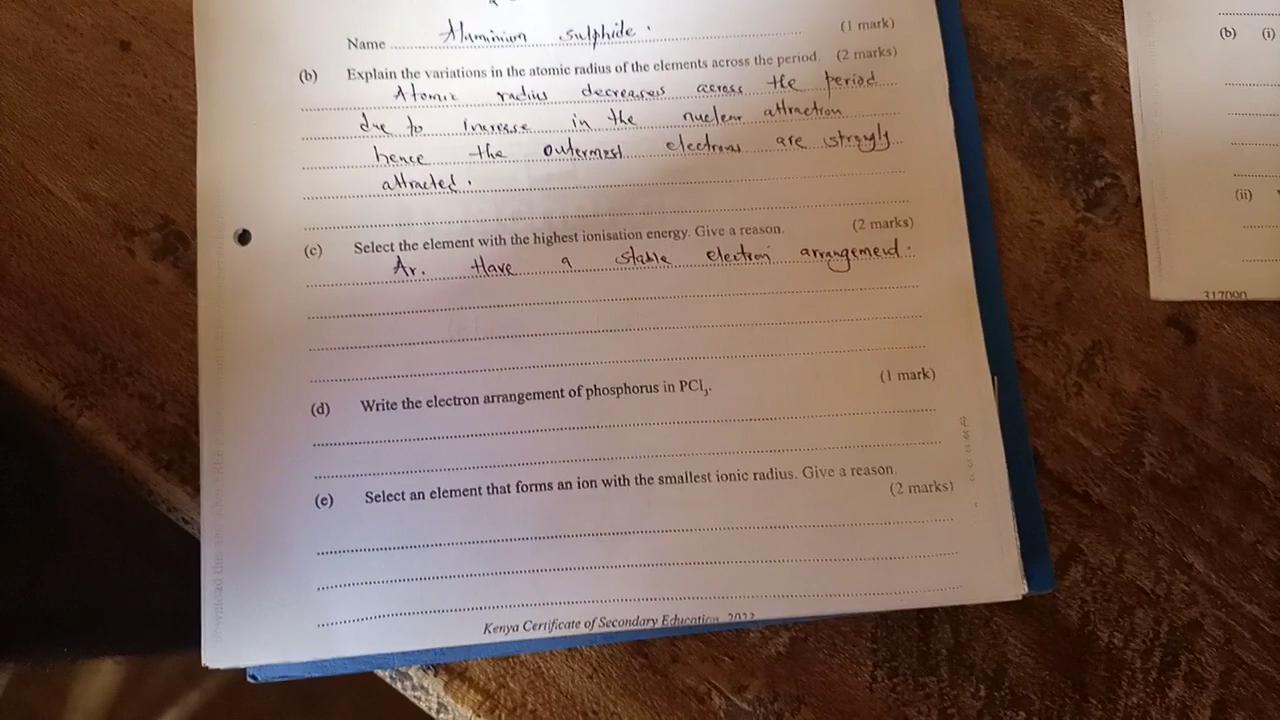 Name Aluminium sulphide. (1 mark)
(b) Explain the variations in the atomic radius of the elements across the period. (2 marks)
Atomic radius decreases across the period
due to increase in the nuclear attraction
hence the outermost electrons are strongly
attracted.
(c) Select the element with the highest ionisation energy. Give a reason. (2 marks)
Ar. Have a stable electron arrangement.
(d) Write the electron arrangement of phosphorus in PCl₃. (1 mark)
(e) Select an element that forms an ion with the smallest ionic radius. Give a reason.
(2 marks)
Kenya Certificate of Secondary Education, 2022
(b) (i)
(ii)
317090